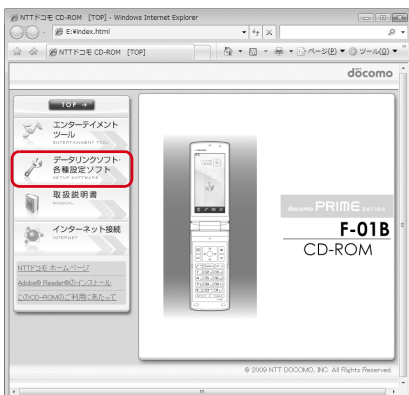 NTTドコモ CD-ROM [TOP] - Windows Internet Explorer
E:¥index.html
NTTドコモ CD-ROM [TOP]
ページ(P) ツール(O)
döcomo
TOP →
エンターテイメント
ツール
ENTERTAINMENT TOOL
データリンクソフト・
各種設定ソフト
SETUP SOFTWARE
取扱説明書
MANUAL
インターネット接続
INTERNET
NTTドコモ ホームページ
Adobe® Reader®のインストール
このCD-ROMのご利用にあたって
docomo PRIME series
F-01B
CD-ROM
© 2009 NTT DOCOMO, INC. All Rights Reserved.